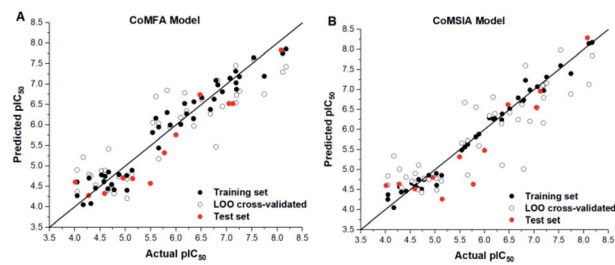 A
CoMFA Model
8.5
8.0
7.5
7.0
6.5
6.0
5.5
5.0
4.5
4.0
3.5
Predicted pIC50
Training set
LOO cross-validated
Test set
3.5 4.0 4.5 5.0 5.5 6.0 6.5 7.0 7.5 8.0 8.5
Actual pIC50
B
CoMSIA Model
8.5
8.0
7.5
7.0
6.5
6.0
5.5
5.0
4.5
4.0
3.5
Predicted pIC50
Training set
LOO cross-validated
Test set
3.5 4.0 4.5 5.0 5.5 6.0 6.5 7.0 7.5 8.0 8.5
Actual pIC50